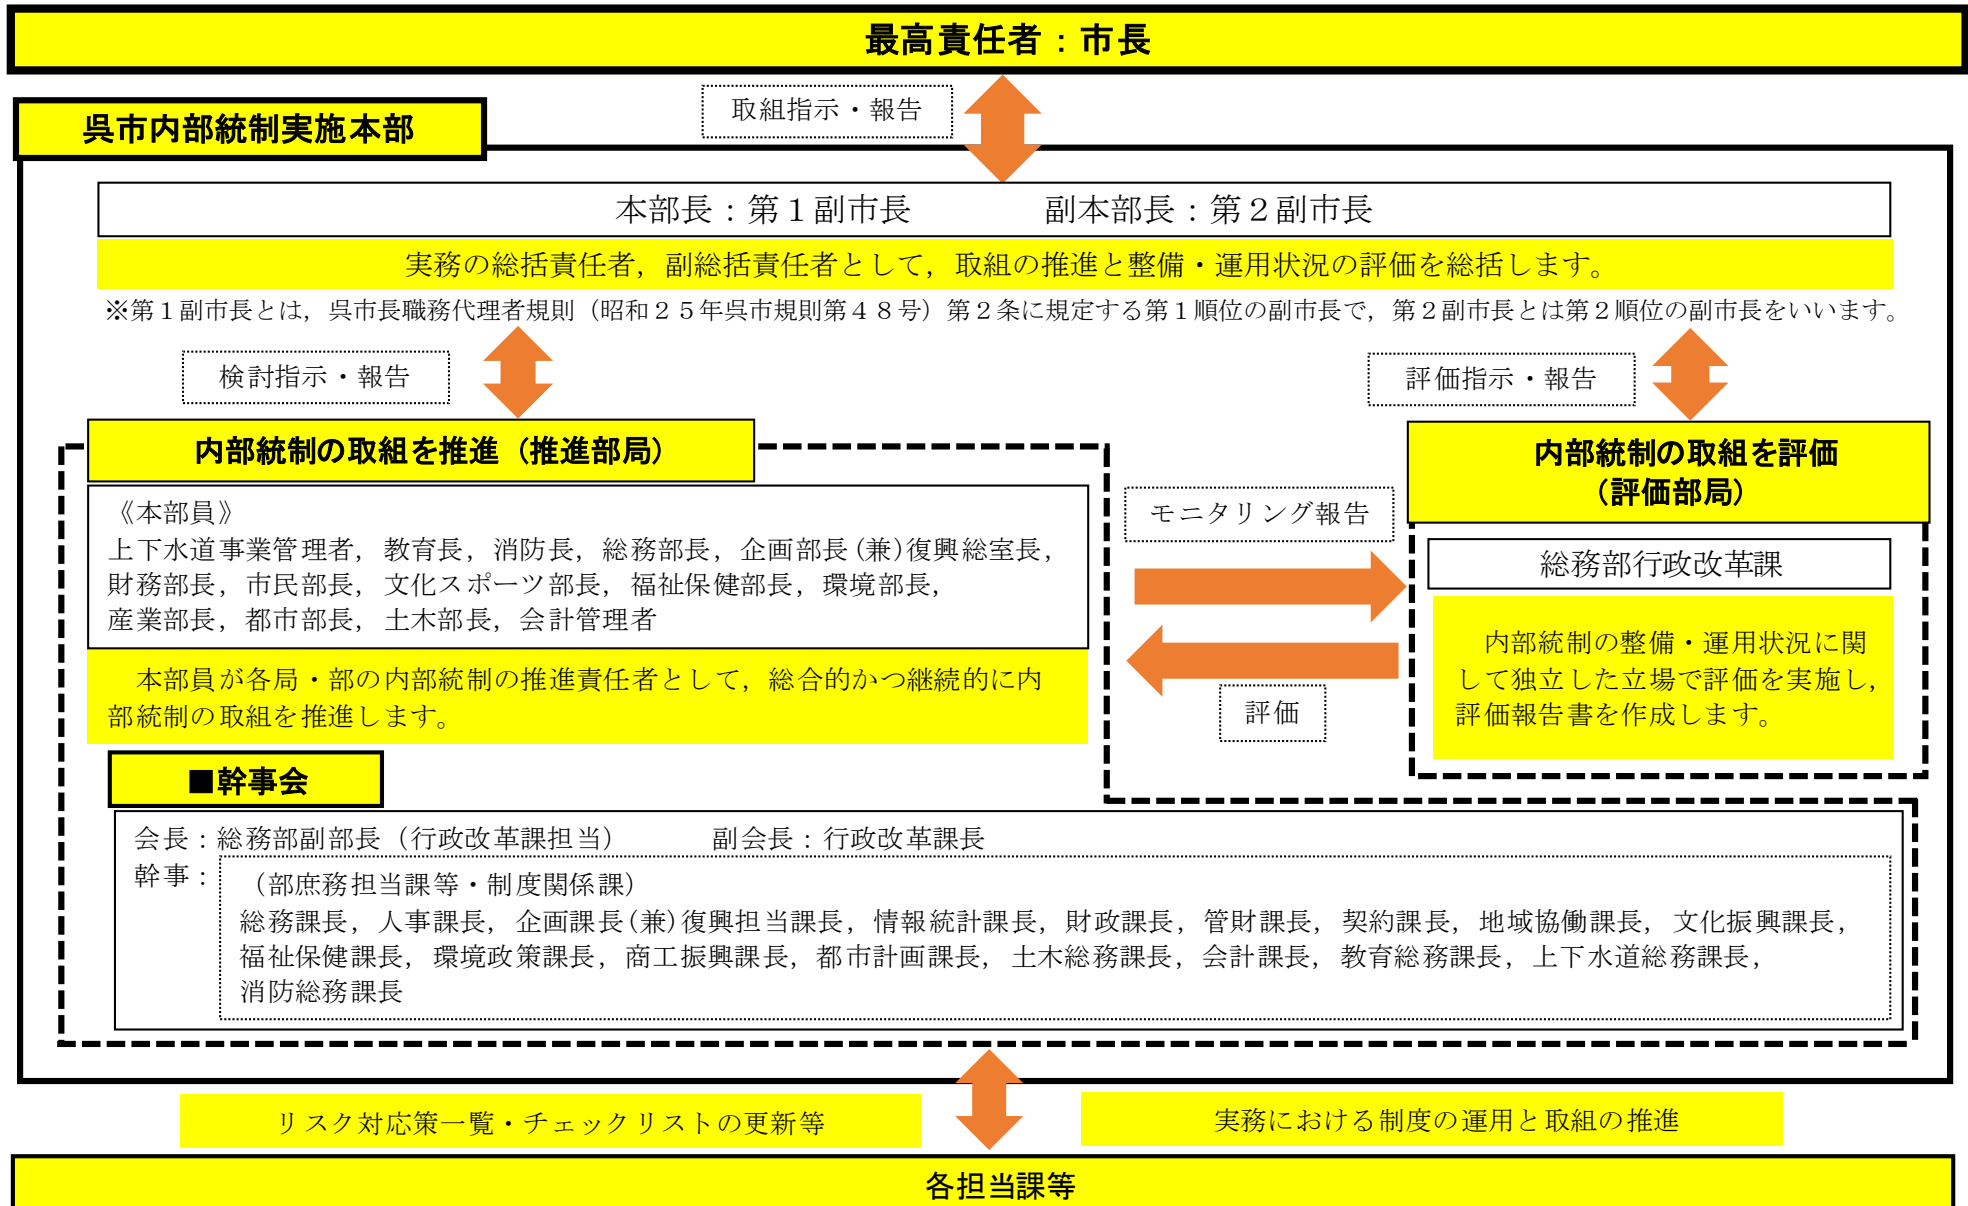 最高責任者：市長
取組指示・報告
呉市内部統制実施本部
本部長：第１副市長　　　　副本部長：第２副市長
実務の総括責任者，副総括責任者として，取組の推進と整備・運用状況の評価を総括します。
※第１副市長とは，呉市長職務代理者規則（昭和２５年呉市規則第４８号）第２条に規定する第１順位の副市長で，第２副市長とは第２順位の副市長をいいます。
検討指示・報告
評価指示・報告
内部統制の取組を推進（推進部局）
《本部員》
上下水道事業管理者，教育長，消防長，総務部長，企画部長(兼)復興総室長，
財務部長，市民部長，文化スポーツ部長，福祉保健部長，環境部長，
産業部長，都市部長，土木部長，会計管理者
本部員が各局・部の内部統制の推進責任者として，総合的かつ継続的に内
部統制の取組を推進します。
モニタリング報告
評価
内部統制の取組を評価
（評価部局）
総務部行政改革課
内部統制の整備・運用状況に関
して独立した立場で評価を実施し，
評価報告書を作成します。
■幹事会
会長：総務部副部長（行政改革課担当）　　　副会長：行政改革課長
幹事：
（部庶務担当課等・制度関係課）
総務課長，人事課長，企画課長(兼)復興担当課長，情報統計課長，財政課長，管財課長，契約課長，地域協働課長，文化振興課長，
福祉保健課長，環境政策課長，商工振興課長，都市計画課長，土木総務課長，会計課長，教育総務課長，上下水道総務課長，
消防総務課長
リスク対応策一覧・チェックリストの更新等
実務における制度の運用と取組の推進
各担当課等